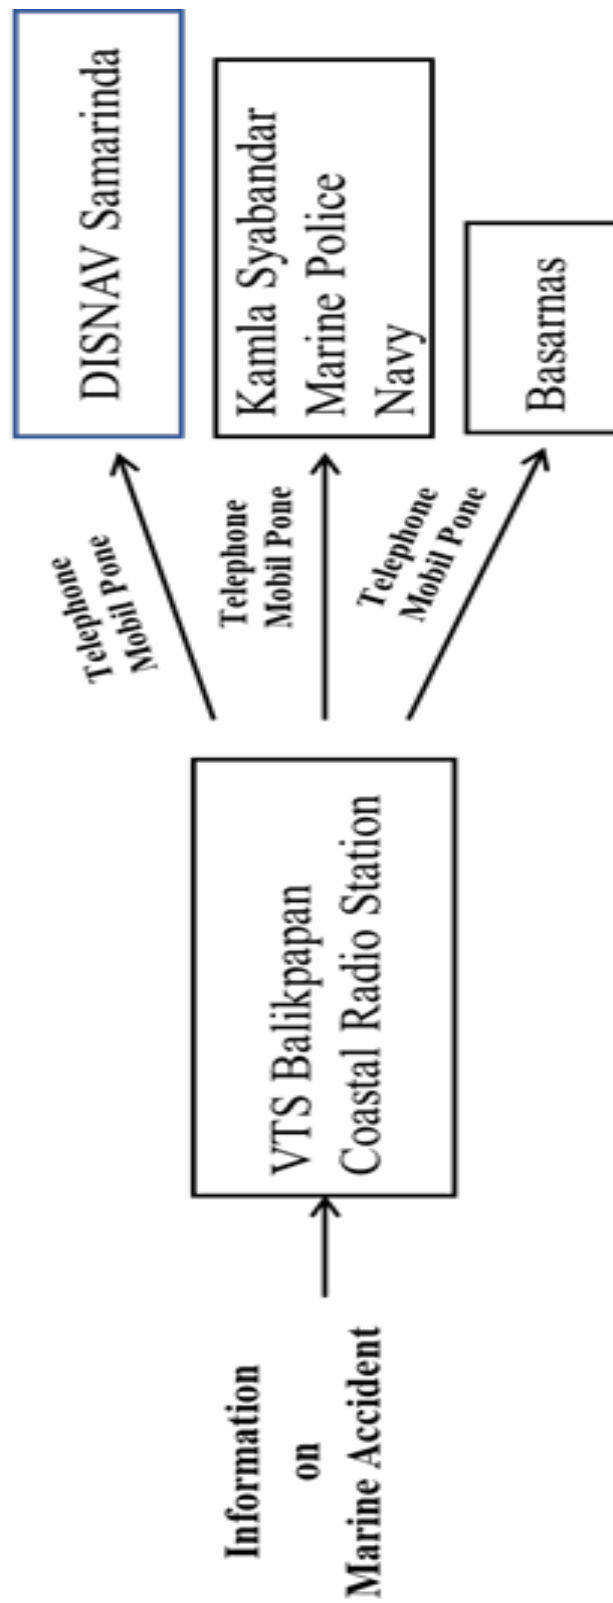 Information
on
Marine Accident
VTS Balikpapan
Coastal Radio Station
Telephone
Mobil Pone
DISNAV Samarinda
Telephone
Mobil Pone
Kamla Syabandar
Marine Police
Navy
Telephone
Mobil Pone
Basarnas